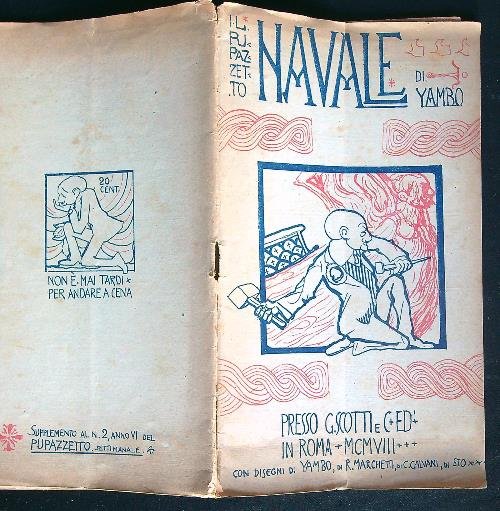 20
CENT.
NON È MAI TARDI
PER ANDARE A CENA
SUPPLEMENTO AL N. 2, ANNO VI DEL
PUPAZZETTO SETTIMANALE.
IL
PU
PAZ
ZET
TO
NAVALE
DI
YAMBO
PRESSO G. SCOTTI E C. ED.
IN ROMA MCMVIII
CON DISEGNI DI YAMBO, DI R. MARCHETTI, DI C. GALVANI, DI STO